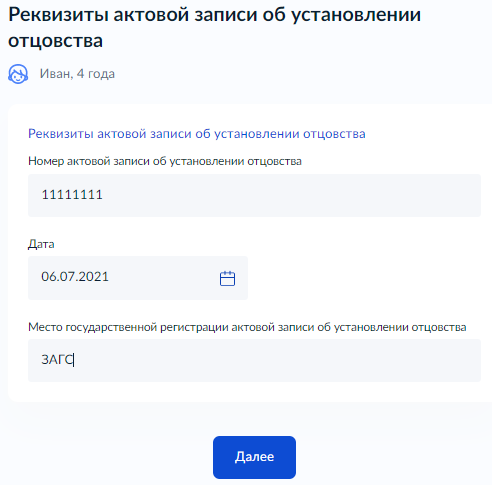 Реквизиты актовой записи об установлении
отцовства
Иван, 4 года
Реквизиты актовой записи об установлении отцовства
Номер актовой записи об установлении отцовства
11111111
Дата
06.07.2021
Место государственной регистрации актовой записи об установлении отцовства
ЗАГС
Далее